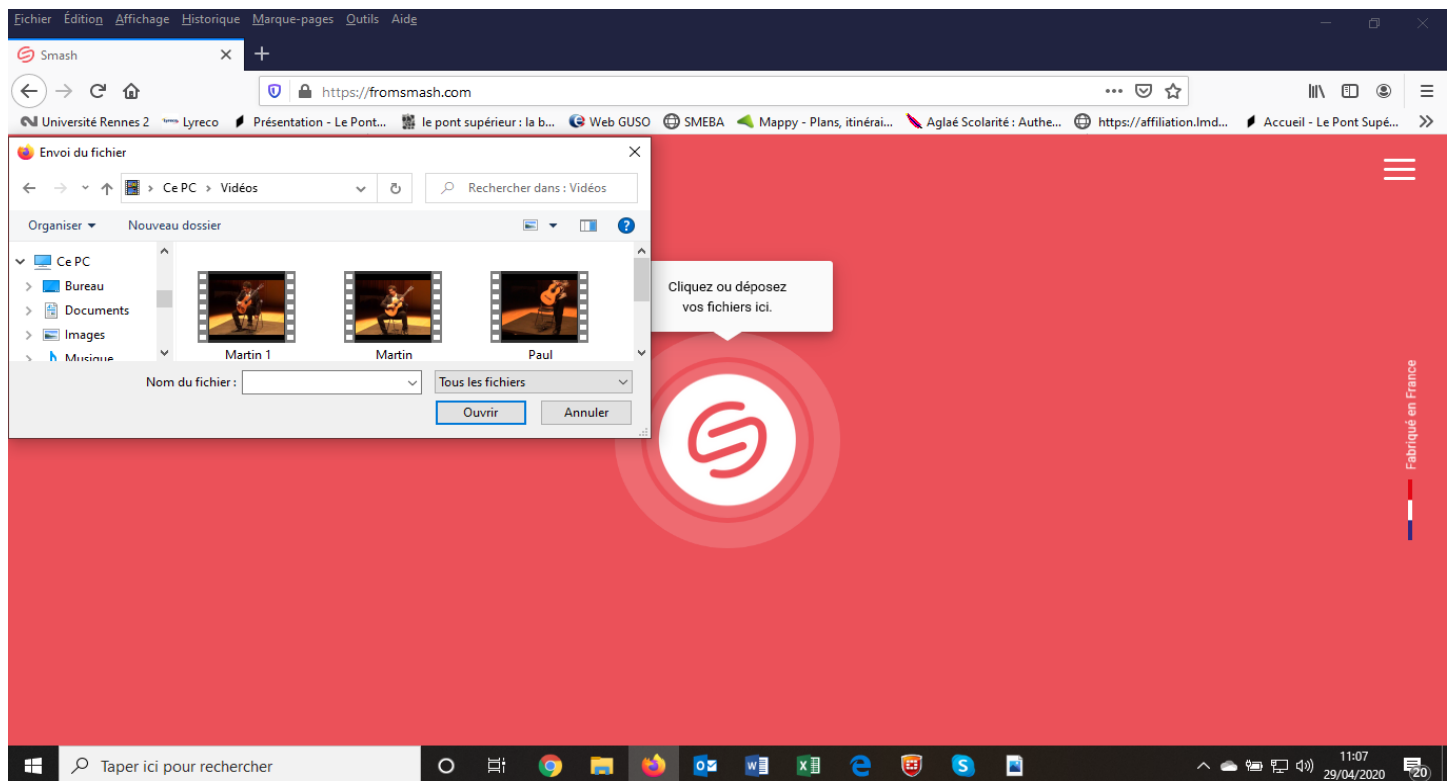 Fichier Édition Affichage Historique Marque-pages Outils Aide
Smash
https://fromsmash.com
Université Rennes 2 Lyreco Présentation - Le Pont... le pont supérieur : la b... Web GUSO SMEBA Mappy - Plans, itinérai... Aglaé Scolarité : Authe... https://affiliation.lmd... Accueil - Le Pont Supé...
Envoi du fichier
Ce PC > Vidéos
Rechercher dans : Vidéos
Organiser
Nouveau dossier
Ce PC
Bureau
Documents
Images
Musique
Martin 1
Martin
Paul
Nom du fichier :
Tous les fichiers
Ouvrir
Annuler
Cliquez ou déposez
vos fichiers ici.
Fabriqué en France
Taper ici pour rechercher
11:07
29/04/2020
20